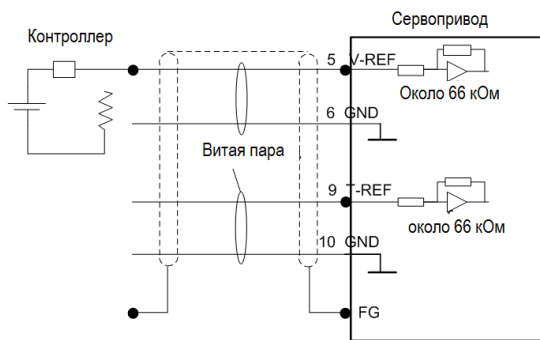 Сервопривод
Контроллер
5 V-REF
Около 66 кОм
6 GND
Витая пара
9 T-REF
около 66 кОм
10 GND
FG